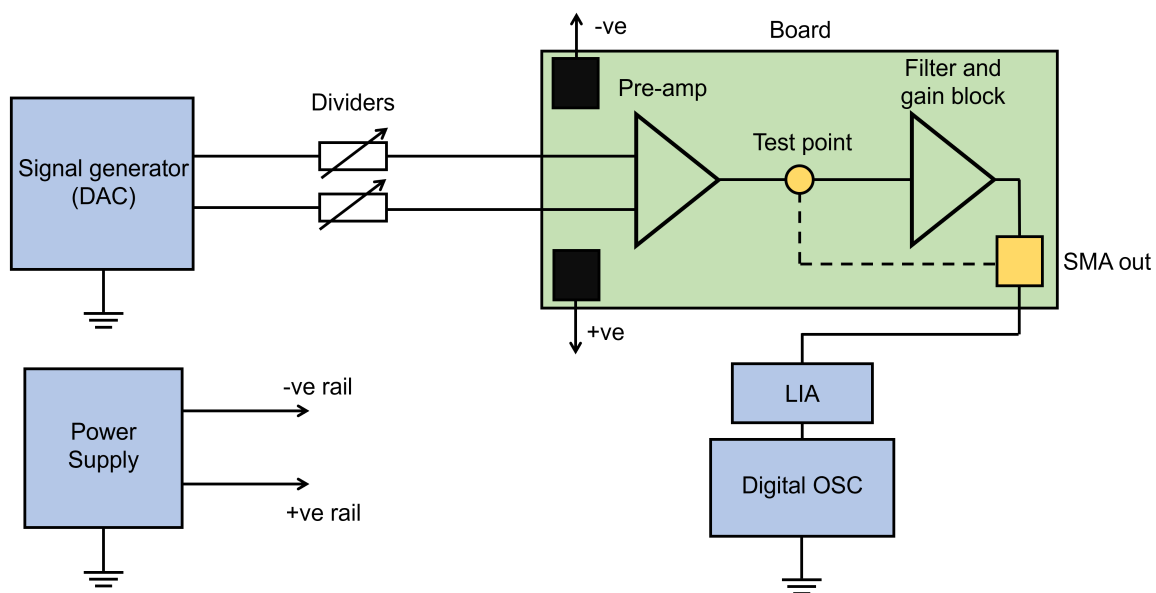 -ve
Board
Dividers
Pre-amp
Filter and
gain block
Signal generator
(DAC)
Test point
SMA out
+ve
-ve rail
Power
Supply
+ve rail
LIA
Digital OSC